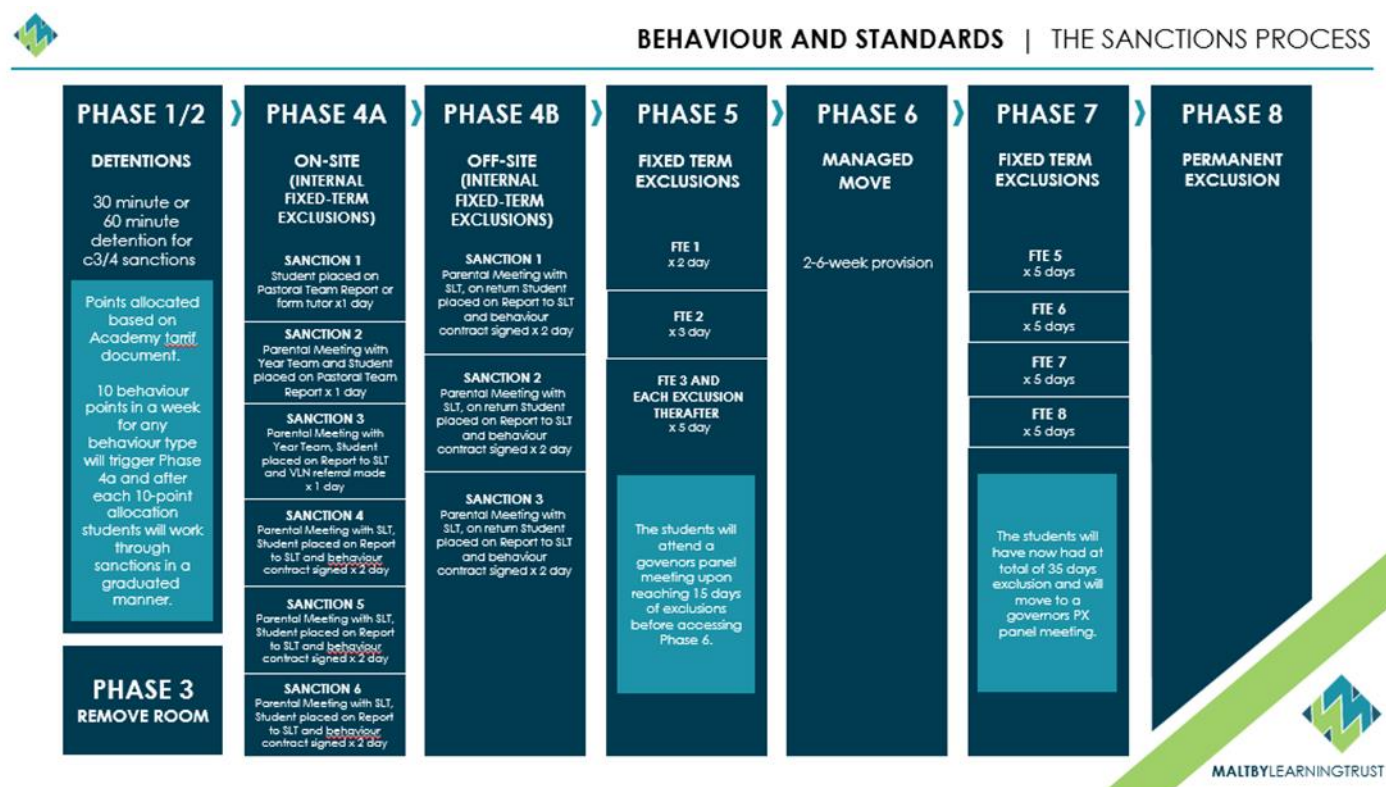 BEHAVIOUR AND STANDARDS | THE SANCTIONS PROCESS
PHASE 1/2
DETENTIONS
30 minute or
60 minute
detention for
c3/4 sanctions
Points allocated
based on
Academy tarrif
document.
10 behaviour
points in a week
for any
behaviour type
will trigger Phase
4a and after
each 10-point
allocation
students will work
through
sanctions in a
graduated
manner.
PHASE 3
REMOVE ROOM
PHASE 4A
ON-SITE
(INTERNAL
FIXED-TERM
EXCLUSIONS)
SANCTION 1
Student placed on
Pastoral Team Report or
form tutor x1 day
SANCTION 2
Parental Meeting with
Year Team and Student
placed on Pastoral Team
Report x 1 day
SANCTION 3
Parental Meeting with
Year Team, Student
placed on Report to SLT
and VLN referral made
x 1 day
SANCTION 4
Parental Meeting with SLT,
Student placed on Report
to SLT and behaviour
contract signed x 2 day
SANCTION 5
Parental Meeting with SLT,
Student placed on Report
to SLT and behaviour
contract signed x 2 day
SANCTION 6
Parental Meeting with SLT,
Student placed on Report
to SLT and behaviour
contract signed x 2 day
PHASE 4B
OFF-SITE
(INTERNAL
FIXED-TERM
EXCLUSIONS)
SANCTION 1
Parental Meeting with
SLT, on return Student
placed on Report to SLT
and behaviour
contract signed x 2 day
SANCTION 2
Parental Meeting with
SLT, on return Student
placed on Report to SLT
and behaviour
contract signed x 2 day
SANCTION 3
Parental Meeting with
SLT, on return Student
placed on Report to SLT
and behaviour
contract signed x 2 day
PHASE 5
FIXED TERM
EXCLUSIONS
FTE 1
x 2 day
FTE 2
x 3 day
FTE 3 AND
EACH EXCLUSION
THERAFTER
x 5 day
The students will
attend a
govenors panel
meeting upon
reaching 15 days
of exclusions
before accessing
Phase 6.
PHASE 6
MANAGED
MOVE
2-6-week provision
PHASE 7
FIXED TERM
EXCLUSIONS
FTE 5
x 5 days
FTE 6
x 5 days
FTE 7
x 5 days
FTE 8
x 5 days
The students will
have now had at
total of 35 days
exclusion and will
move to a
governors PX
panel meeting.
PHASE 8
PERMANENT
EXCLUSION
MALTBYLEARNINGTRUST